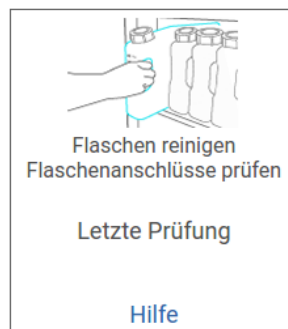 Flaschen reinigen
Flaschenanschlüsse prüfen
Letzte Prüfung
Hilfe